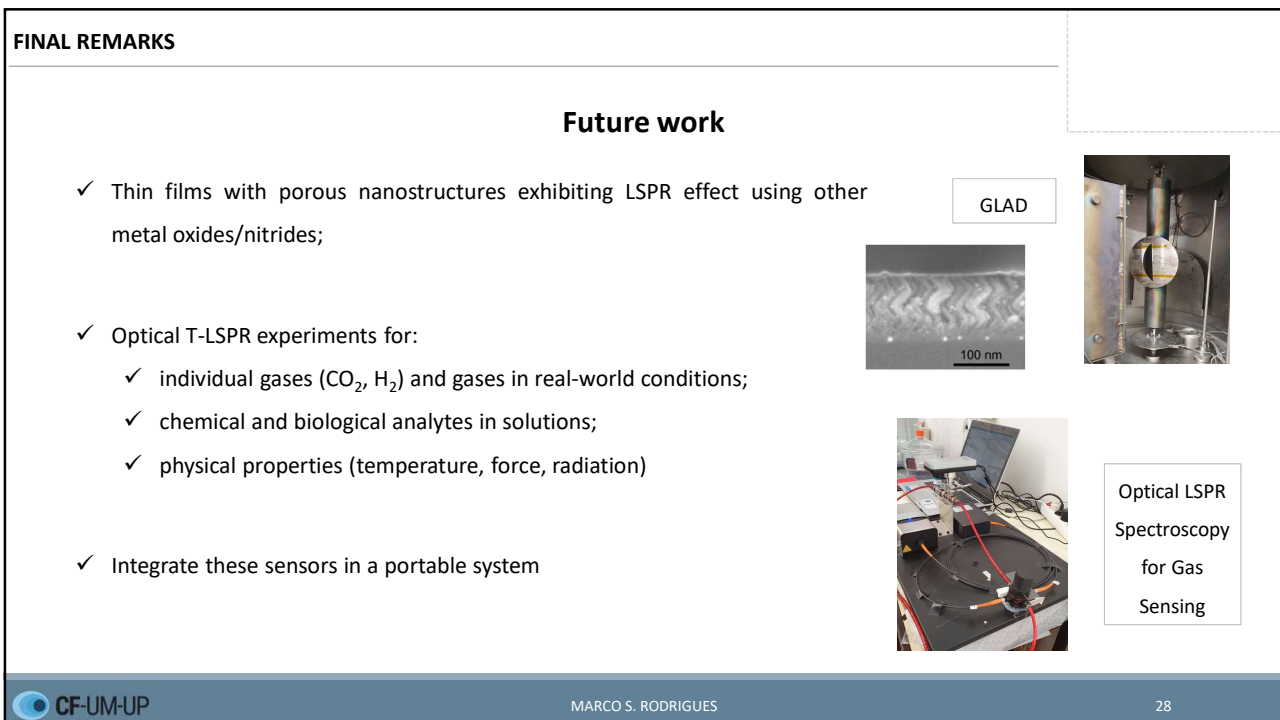 FINAL REMARKS
Future work
✓ Thin films with porous nanostructures exhibiting LSPR effect using other
metal oxides/nitrides;
✓ Optical T-LSPR experiments for:
✓ individual gases (CO₂, H₂) and gases in real-world conditions;
✓ chemical and biological analytes in solutions;
✓ physical properties (temperature, force, radiation)
✓ Integrate these sensors in a portable system
GLAD
100 nm
Optical LSPR
Spectroscopy
for Gas
Sensing
CF-UM-UP
MARCO S. RODRIGUES
28